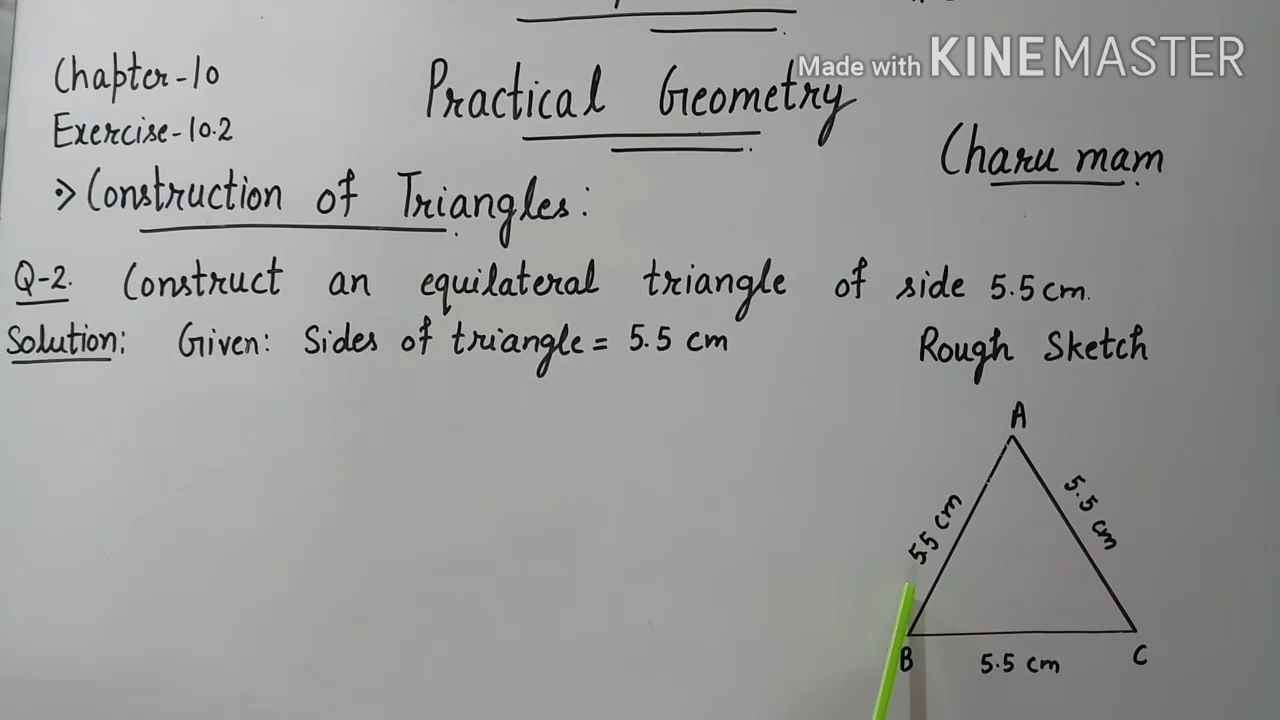 Made with KINEMASTER
Chapter-10
Practical Geometry
Exercise-10.2
Charu mam
Construction of Triangles:
Q-2. Construct an equilateral triangle of side 5.5 cm.
Solution: Given: Sides of triangle = 5.5 cm
Rough Sketch
A
5.5 cm
5.5 cm
B
5.5 cm
C